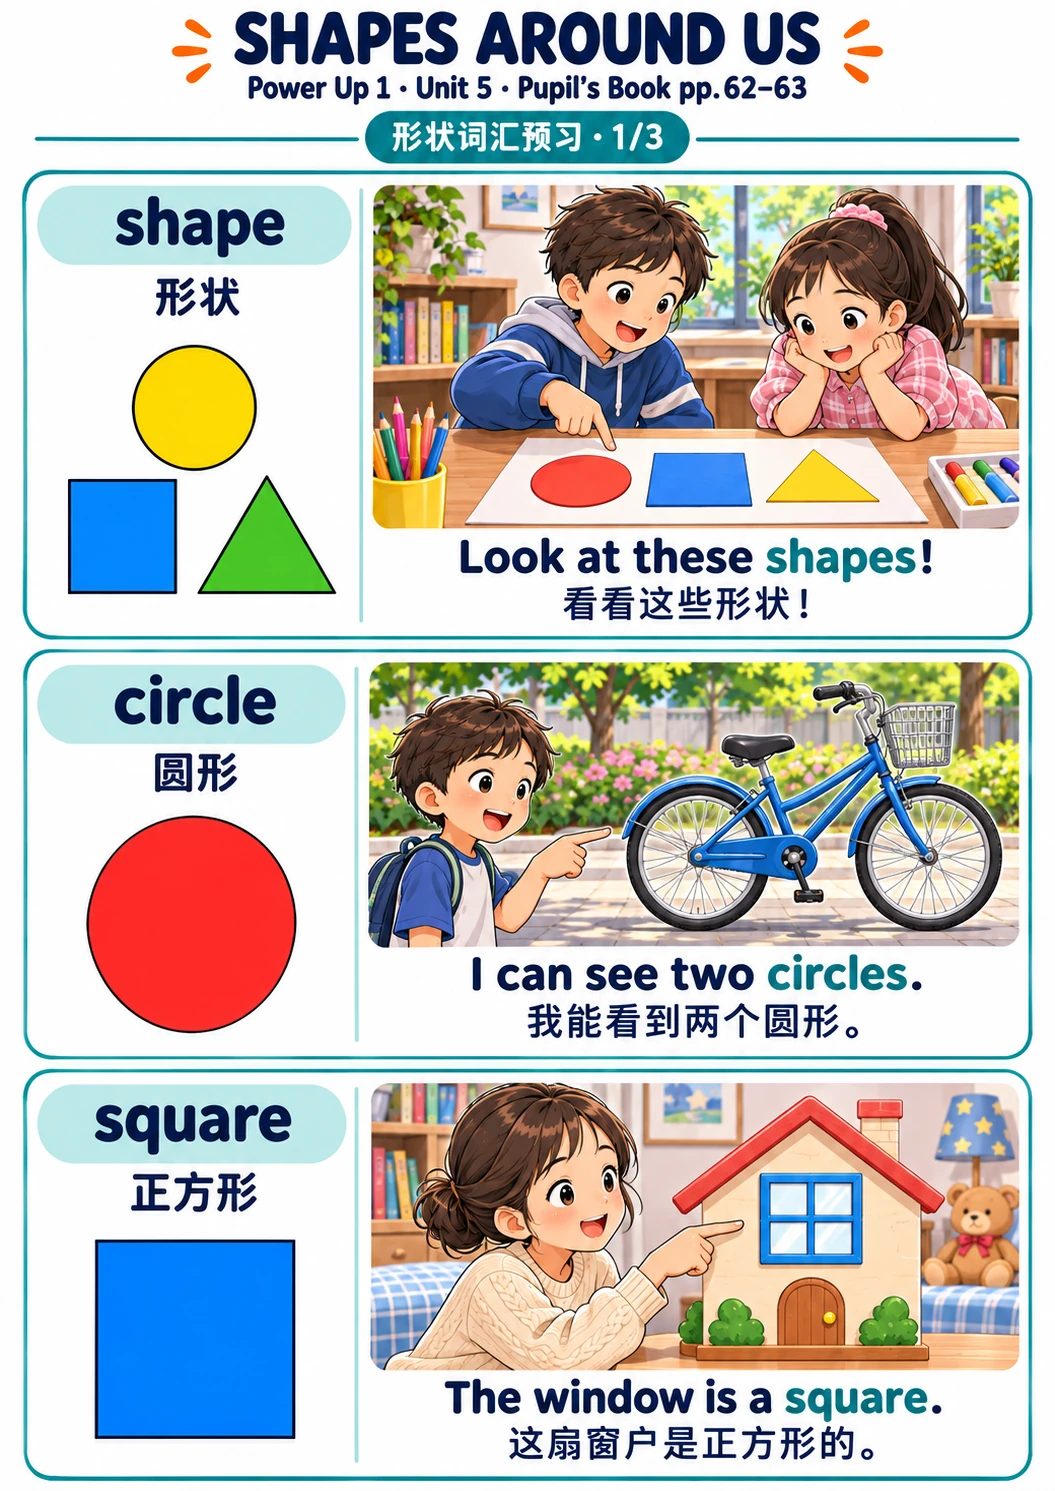 SHAPES AROUND US
Power Up 1 · Unit 5 · Pupil's Book pp.62–63
形状词汇预习 · 1/3
shape
形状
Look at these shapes!
看看这些形状！
circle
圆形
I can see two circles.
我能看到两个圆形。
square
正方形
The window is a square.
这扇窗户是正方形的。